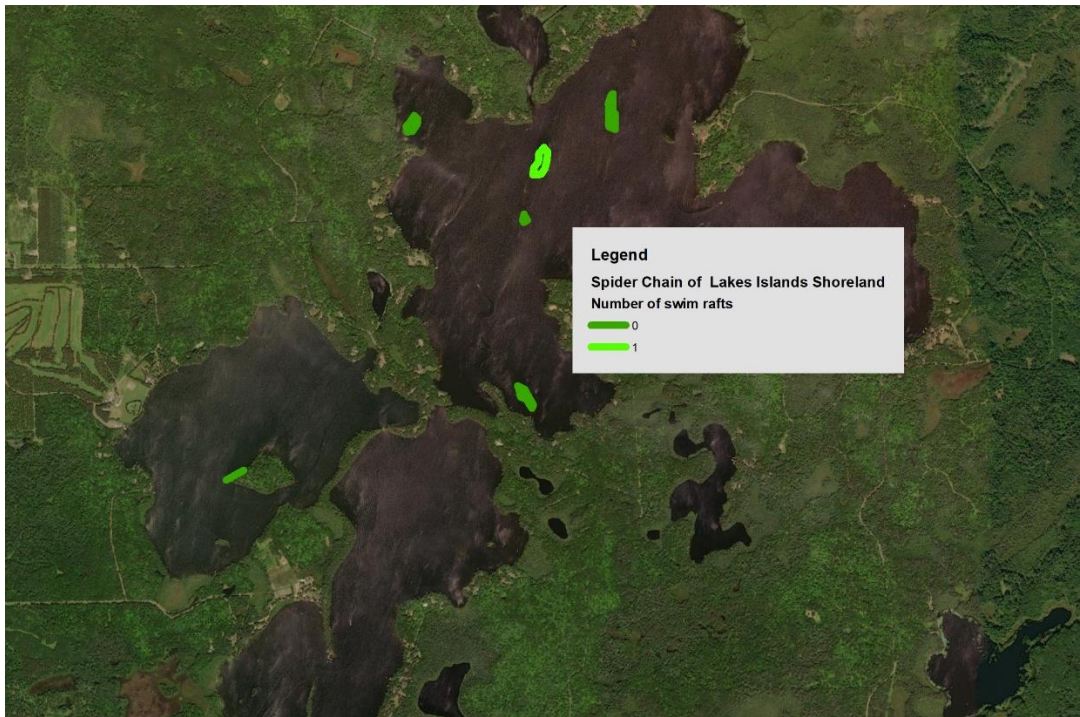 Legend
Spider Chain of Lakes Islands Shoreland
Number of swim rafts
0
1